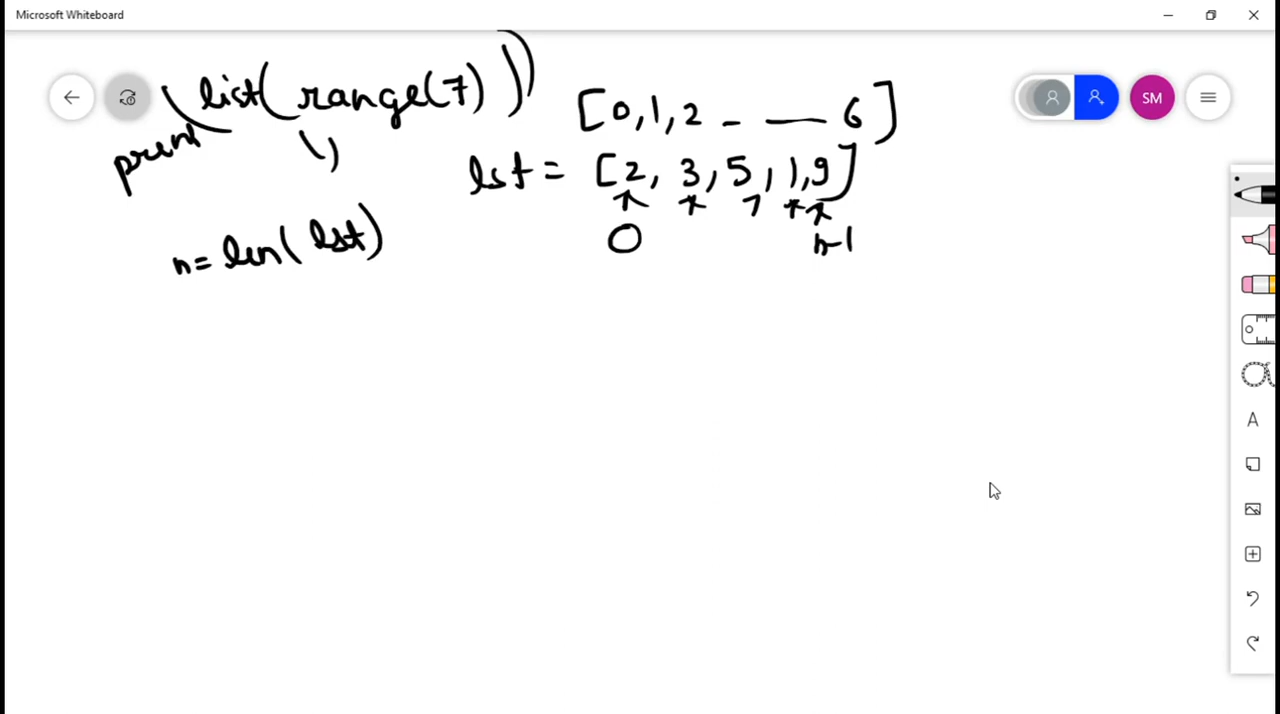 Microsoft Whiteboard
print(list(range(7)))
[0,1,2 _ __ 6]
SM
lst = [2, 3, 5, 1, 9]
0 n-1
n= len(lst)
A